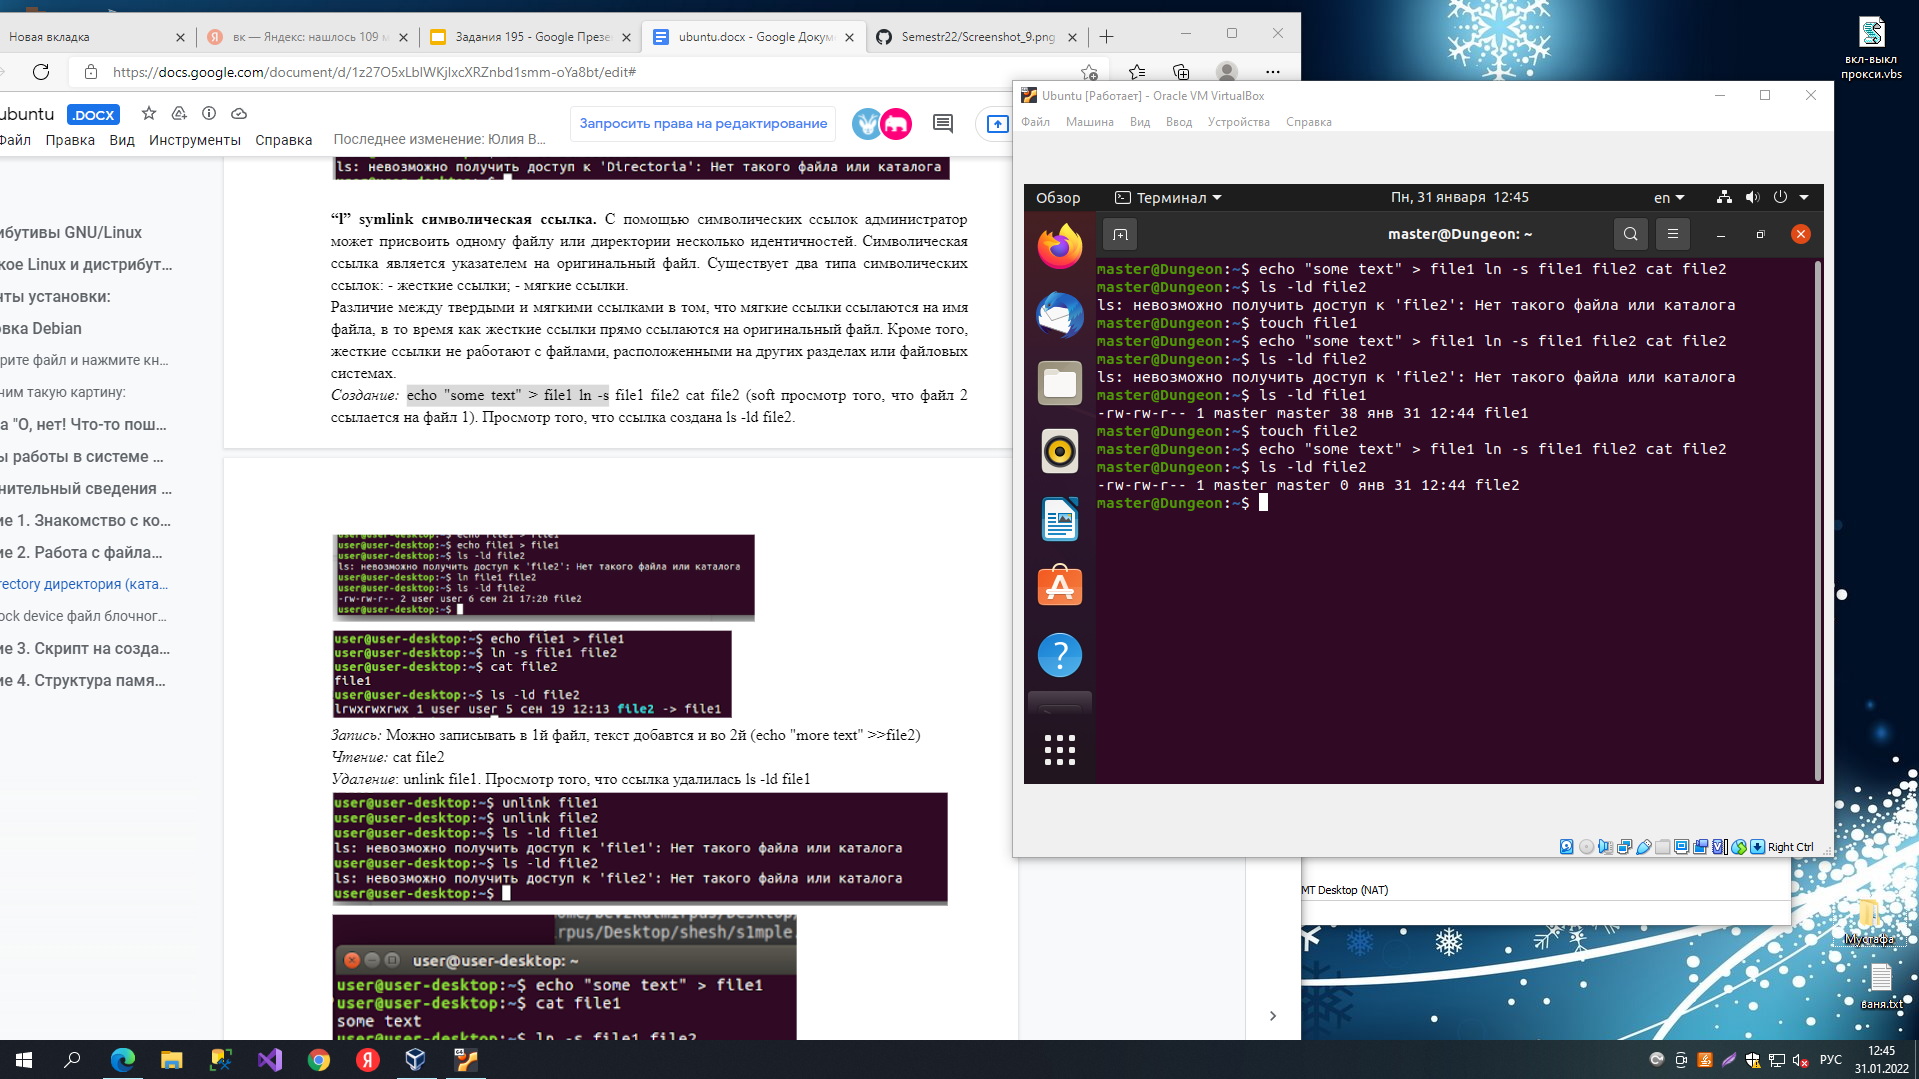 Новая вкладка
вк — Яндекс: нашлось 109 м
Задания 195 - Google Презе
ubuntu.docx - Google Докум
Semestr22/Screenshot_9.png
https://docs.google.com/document/d/1z27O5xLblWKjlxcXRZnbd1smm-oYa8bt/edit#
ubuntu .DOCX
Файл Правка Вид Инструменты Справка Последнее изменение: Юлия В...
Запросить права на редактирование
ls: невозможно получить доступ к 'Directoria': Нет такого файла или каталога
“l” symlink символическая ссылка. С помощью символических ссылок администратор
может присвоить одному файлу или директории несколько идентичностей. Символическая
ссылка является указателем на оригинальный файл. Существует два типа символических
ссылок: - жесткие ссылки; - мягкие ссылки.
Различие между твердыми и мягкими ссылками в том, что мягкие ссылки ссылаются на имя
файла, в то время как жесткие ссылки прямо ссылаются на оригинальный файл. Кроме того,
жесткие ссылки не работают с файлами, расположенными на других разделах или файловых
системах.
Создание: echo "some text" > file1 ln -s file1 file2 cat file2 (soft просмотр того, что файл 2
ссылается на файл 1). Просмотр того, что ссылка создана ls -ld file2.
ибутивы GNU/Linux
кое Linux и дистрибут...
нты установки:
овка Debian
рите файл и нажмите кн...
ним такую картину:
а "О, нет! Что-то пош...
ы работы в системе ...
нительный сведения ...
ие 1. Знакомство с ко...
ие 2. Работа с файла...
rectory директория (ката...
ock device файл блочног...
ие 3. Скрипт на созда...
ие 4. Структура памя...
user@user-desktop:~$ echo file1 > file1
user@user-desktop:~$ echo file1 > file1
user@user-desktop:~$ ls -ld file2
ls: невозможно получить доступ к 'file2': Нет такого файла или каталога
user@user-desktop:~$ ln file1 file2
user@user-desktop:~$ ls -ld file2
-rw-rw-r-- 2 user user 6 сен 21 17:20 file2
user@user-desktop:~$
user@user-desktop:~$ echo file1 > file1
user@user-desktop:~$ ln -s file1 file2
user@user-desktop:~$ cat file2
file1
user@user-desktop:~$ ls -ld file2
lrwxrwxrwx 1 user user 5 сен 19 12:13 file2 -> file1
Запись: Можно записывать в 1й файл, текст добавтся и во 2й (echo "more text" >>file2)
Чтение: cat file2
Удаление: unlink file1. Просмотр того, что ссылка удалилась ls -ld file1
user@user-desktop:~$ unlink file1
user@user-desktop:~$ unlink file2
user@user-desktop:~$ ls -ld file1
ls: невозможно получить доступ к 'file1': Нет такого файла или каталога
user@user-desktop:~$ ls -ld file2
ls: невозможно получить доступ к 'file2': Нет такого файла или каталога
user@user-desktop:~$
rpus/Desktop/shesh/s1mple.
user@user-desktop: ~
user@user-desktop:~$ echo "some text" > file1
user@user-desktop:~$ cat file1
some text
user@user-desktop:~$ ln -s file1 file2
Ubuntu [Работает] - Oracle VM VirtualBox
Файл Машина Вид Ввод Устройства Справка
Обзор Терминал Пн, 31 января 12:45 en
master@Dungeon: ~
master@Dungeon:~$ echo "some text" > file1 ln -s file1 file2 cat file2
master@Dungeon:~$ ls -ld file2
ls: невозможно получить доступ к 'file2': Нет такого файла или каталога
master@Dungeon:~$ touch file1
master@Dungeon:~$ echo "some text" > file1 ln -s file1 file2 cat file2
master@Dungeon:~$ ls -ld file2
ls: невозможно получить доступ к 'file2': Нет такого файла или каталога
master@Dungeon:~$ ls -ld file1
-rw-rw-r-- 1 master master 38 янв 31 12:44 file1
master@Dungeon:~$ touch file2
master@Dungeon:~$ echo "some text" > file1 ln -s file1 file2 cat file2
master@Dungeon:~$ ls -ld file2
-rw-rw-r-- 1 master master 0 янв 31 12:44 file2
master@Dungeon:~$
Right Ctrl
MT Desktop (NAT)
вкл-выкл
прокси.vbs
Мустафа
ваня.txt
РУС
12:45
31.01.2022